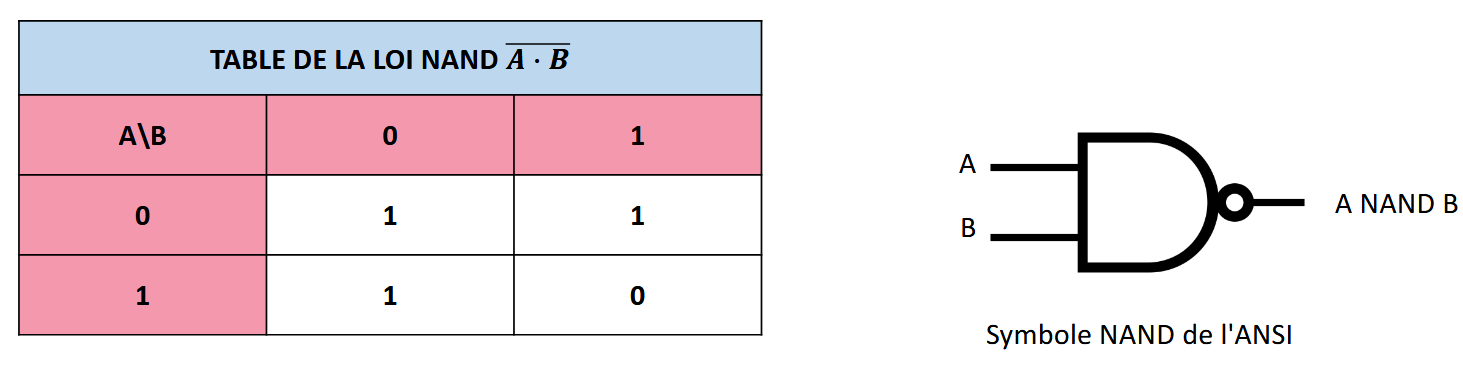 TABLE DE LA LOI NAND $\overline{A \cdot B}$
A\B 0 1
0 1 1
1 1 0
A
B
A NAND B
Symbole NAND de l'ANSI